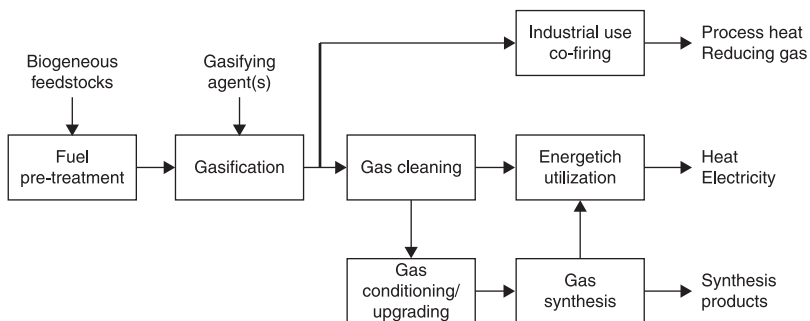 Industrial use
co-firing
Process heat
Reducing gas
Biogeneous
feedstocks
Gasifying
agent(s)
Fuel
pre-treatment
Gasification
Gas cleaning
Energetich
utilization
Heat
Electricity
Gas
conditioning/
upgrading
Gas
synthesis
Synthesis
products